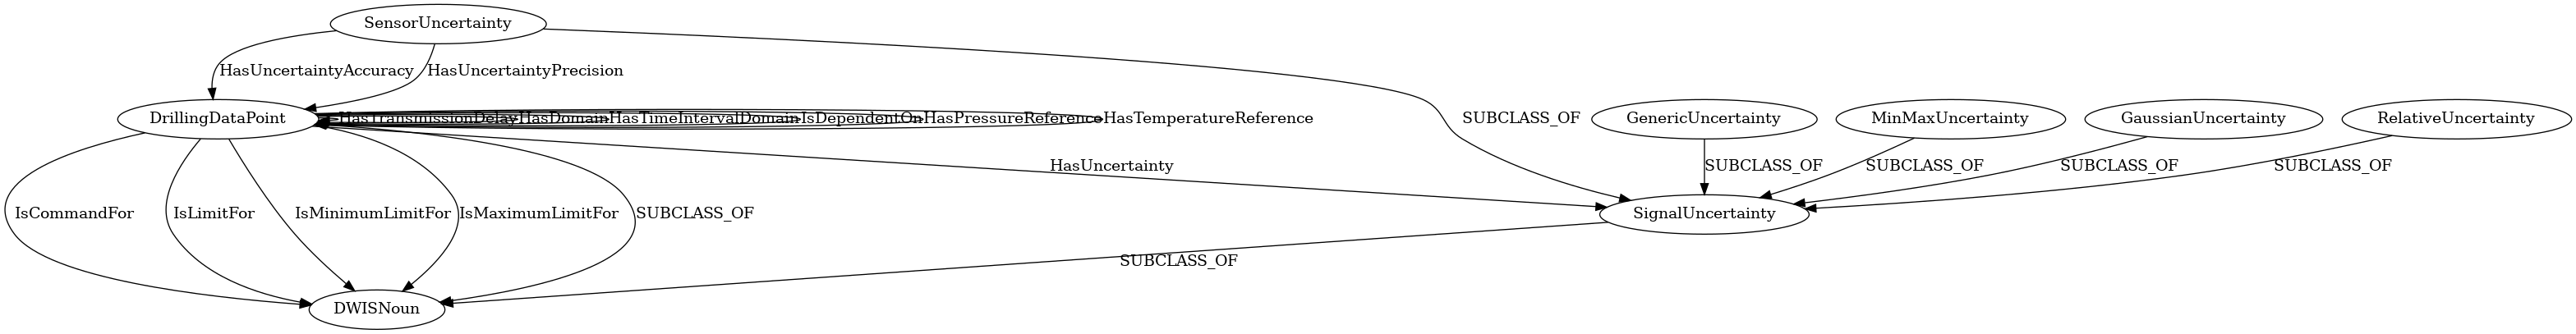 SensorUncertainty
HasUncertaintyAccuracy
HasUncertaintyPrecision
SUBCLASS_OF
DrillingDataPoint
HasTransmissionDelay
HasDomain
HasTimeIntervalDomain
IsDependentOn
HasPressureReference
HasTemperatureReference
GenericUncertainty
MinMaxUncertainty
GaussianUncertainty
RelativeUncertainty
HasUncertainty
SUBCLASS_OF
SUBCLASS_OF
SUBCLASS_OF
SUBCLASS_OF
IsCommandFor
IsLimitFor
IsMinimumLimitFor
IsMaximumLimitFor
SUBCLASS_OF
SignalUncertainty
SUBCLASS_OF
DWISNoun